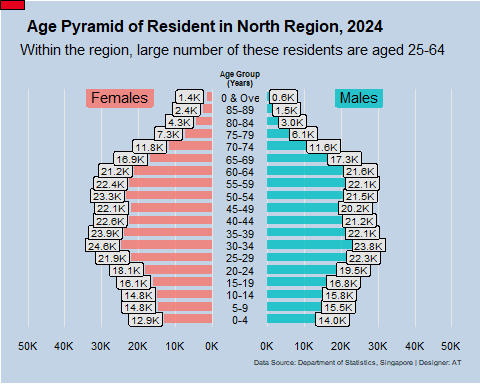 Age Pyramid of Resident in North Region, 2024
Within the region, large number of these residents are aged 25-64
Age Group
(Years)
Females
Males
1.4K 0 & Ove 0.6K
2.4K 85-89 1.5K
4.3K 80-84 3.0K
7.3K 75-79 6.1K
11.8K 70-74 11.6K
16.9K 65-69 17.3K
21.2K 60-64 21.6K
22.4K 55-59 22.1K
23.3K 50-54 21.5K
22.1K 45-49 20.2K
22.6K 40-44 21.2K
23.9K 35-39 22.1K
24.6K 30-34 23.8K
21.9K 25-29 22.3K
18.1K 20-24 19.5K
16.1K 15-19 16.8K
14.8K 10-14 15.8K
14.8K 5-9 15.5K
12.9K 0-4 14.0K
50K 40K 30K 20K 10K 0K 0K 10K 20K 30K 40K 50K
Data Source: Department of Statistics, Singapore | Designer: AT